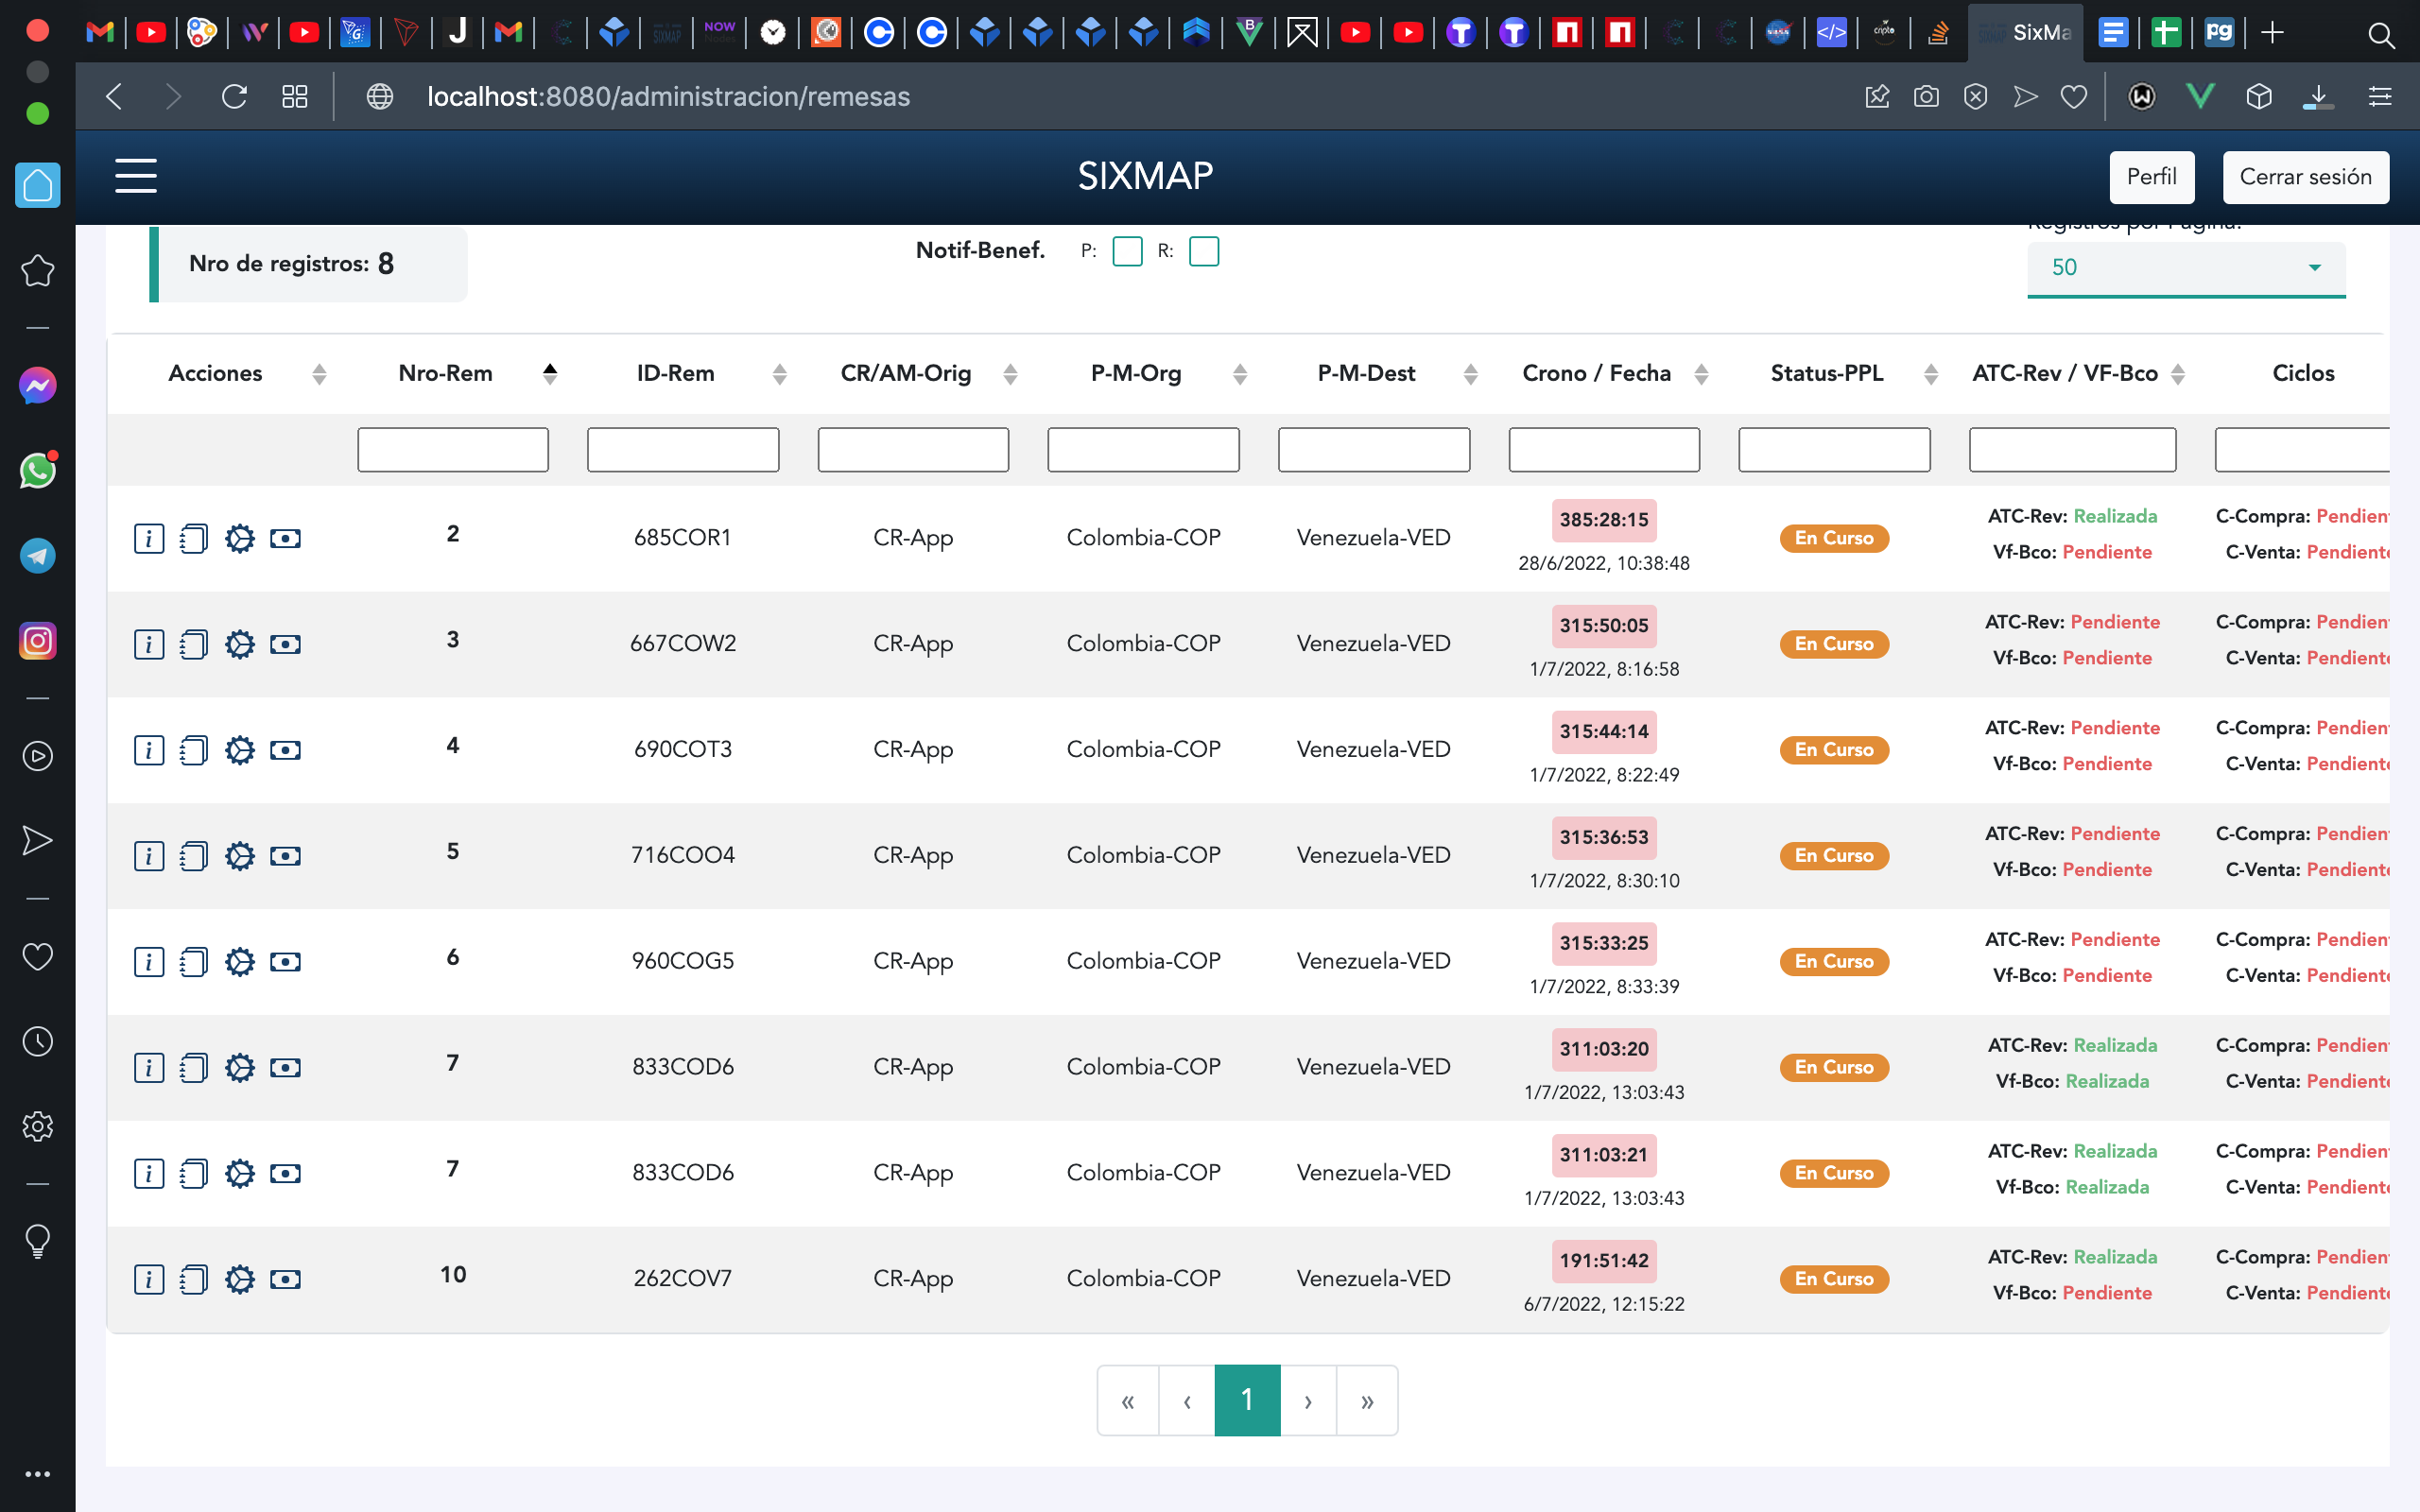 SixMa
localhost:8080/administracion/remesas
SIXMAP
Perfil
Cerrar sesión
Nro de registros: 8
Notif-Benef. P: R:
Registros por Página:
50
Acciones Nro-Rem ID-Rem CR/AM-Orig P-M-Org P-M-Dest Crono / Fecha Status-PPL ATC-Rev / VF-Bco Ciclos
2 685COR1 CR-App Colombia-COP Venezuela-VED 385:28:15 En Curso ATC-Rev: Realizada C-Compra: Pendien
28/6/2022, 10:38:48 Vf-Bco: Pendiente C-Venta: Pendiente
3 667COW2 CR-App Colombia-COP Venezuela-VED 315:50:05 En Curso ATC-Rev: Pendiente C-Compra: Pendien
1/7/2022, 8:16:58 Vf-Bco: Pendiente C-Venta: Pendiente
4 690COT3 CR-App Colombia-COP Venezuela-VED 315:44:14 En Curso ATC-Rev: Pendiente C-Compra: Pendien
1/7/2022, 8:22:49 Vf-Bco: Pendiente C-Venta: Pendiente
5 716COO4 CR-App Colombia-COP Venezuela-VED 315:36:53 En Curso ATC-Rev: Pendiente C-Compra: Pendien
1/7/2022, 8:30:10 Vf-Bco: Pendiente C-Venta: Pendiente
6 960COG5 CR-App Colombia-COP Venezuela-VED 315:33:25 En Curso ATC-Rev: Pendiente C-Compra: Pendien
1/7/2022, 8:33:39 Vf-Bco: Pendiente C-Venta: Pendiente
7 833COD6 CR-App Colombia-COP Venezuela-VED 311:03:20 En Curso ATC-Rev: Realizada C-Compra: Pendien
1/7/2022, 13:03:43 Vf-Bco: Realizada C-Venta: Pendiente
7 833COD6 CR-App Colombia-COP Venezuela-VED 311:03:21 En Curso ATC-Rev: Realizada C-Compra: Pendien
1/7/2022, 13:03:43 Vf-Bco: Realizada C-Venta: Pendiente
10 262COV7 CR-App Colombia-COP Venezuela-VED 191:51:42 En Curso ATC-Rev: Realizada C-Compra: Pendien
6/7/2022, 12:15:22 Vf-Bco: Pendiente C-Venta: Pendiente
« ‹ 1 › »